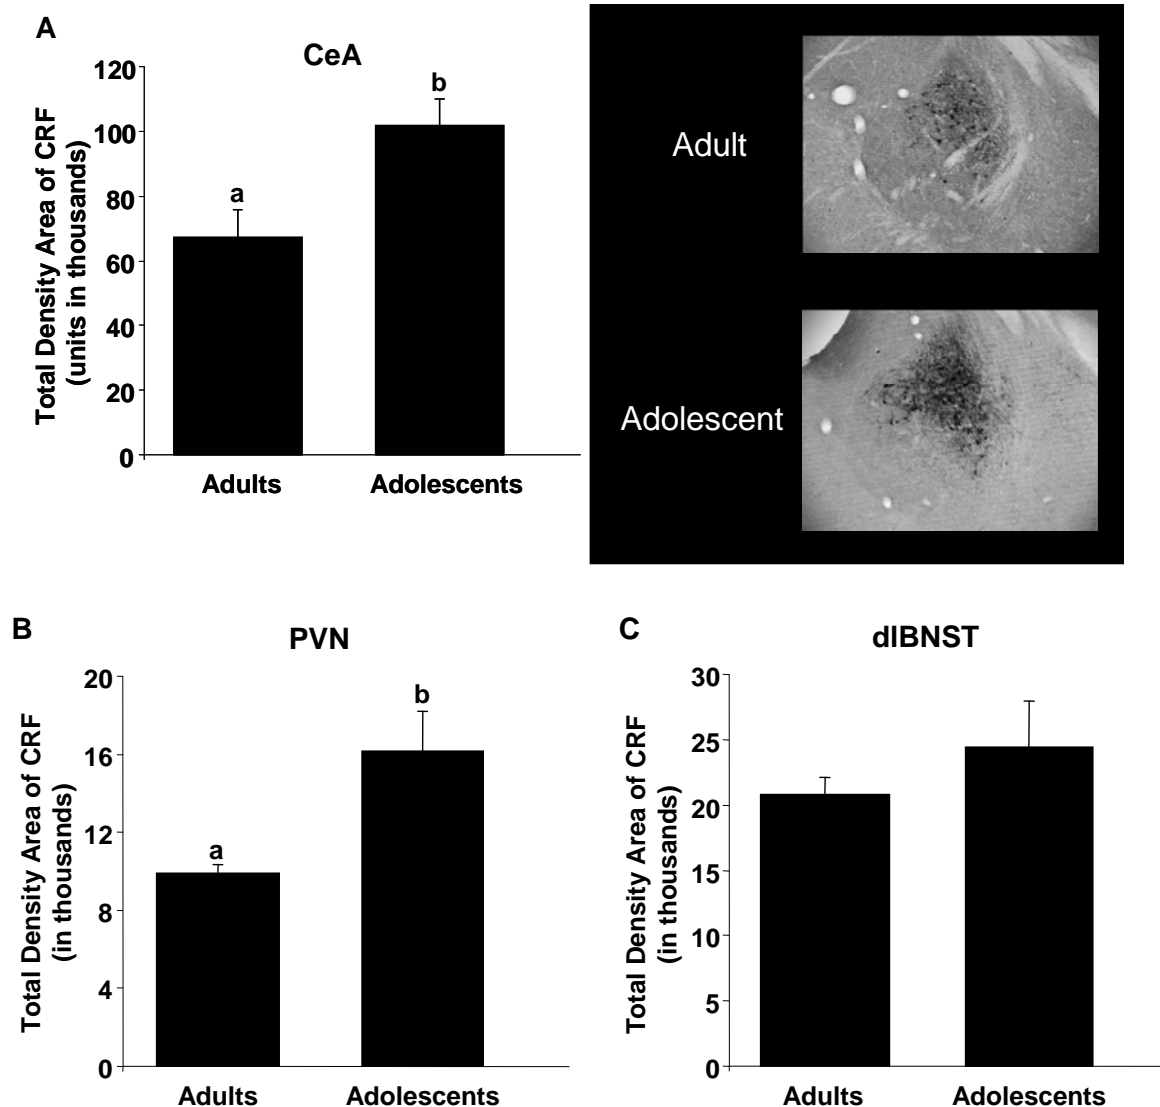 A
CeA
120
100
80
60
40
20
0
Total Density Area of CRF
(units in thousands)
a
b
Adults
Adolescents
Adult
Adolescent
B
PVN
20
16
12
8
4
0
Total Density Area of CRF
(in thousands)
a
b
Adults
Adolescents
C
dlBNST
30
25
20
15
10
5
0
Total Density Area of CRF
(in thousands)
Adults
Adolescents